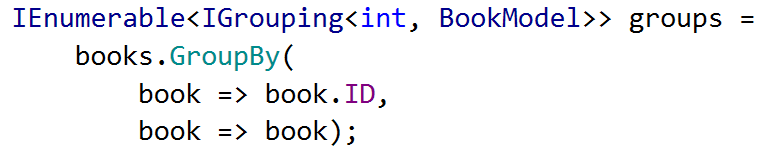 IEnumerable<IGrouping<int, BookModel>> groups =
books.GroupBy(
book => book.ID,
book => book);